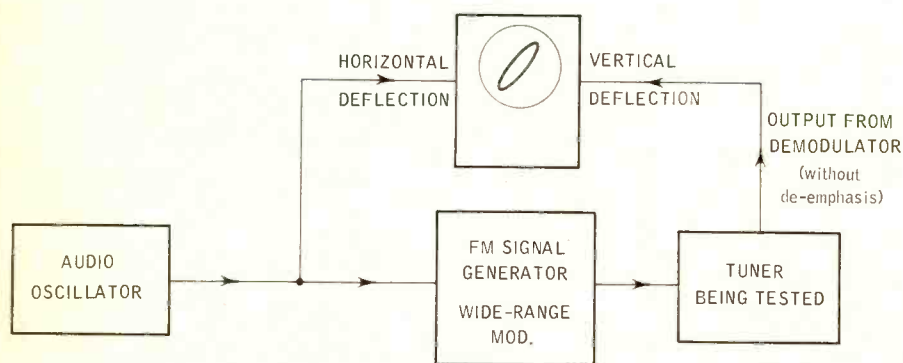 HORIZONTAL
DEFLECTION
VERTICAL
DEFLECTION
OUTPUT FROM
DEMODULATOR
(without
de-emphasis)
AUDIO
OSCILLATOR
FM SIGNAL
GENERATOR
WIDE-RANGE
MOD.
TUNER
BEING TESTED